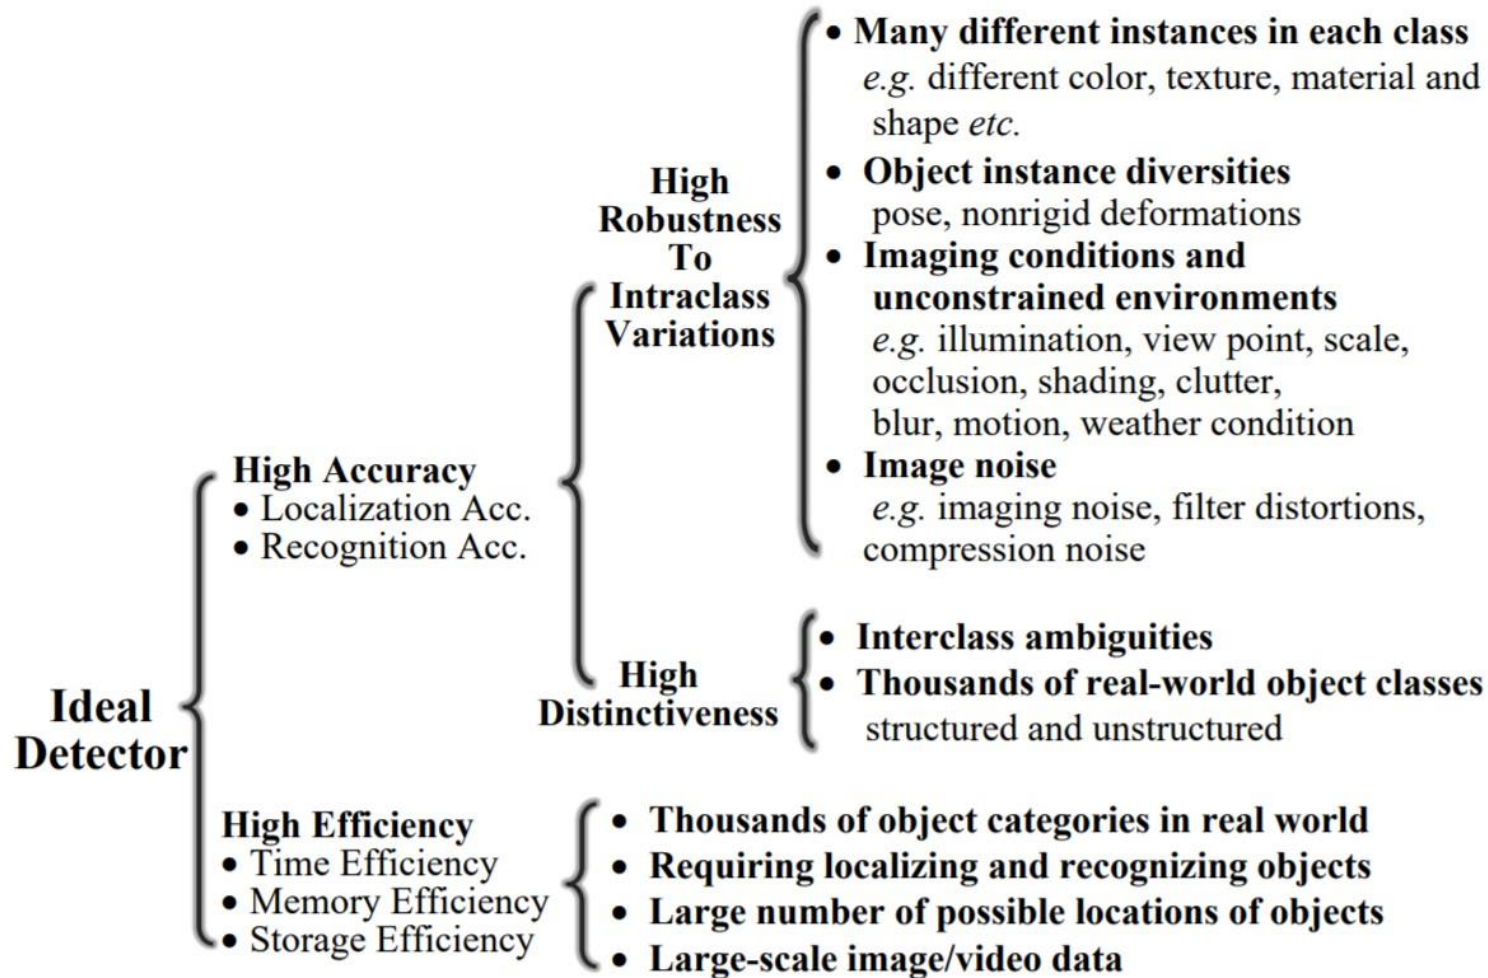 Ideal
Detector
High Accuracy
• Localization Acc.
• Recognition Acc.
High
Robustness
To
Intraclass
Variations
• Many different instances in each class
e.g. different color, texture, material and
shape etc.
• Object instance diversities
pose, nonrigid deformations
• Imaging conditions and
unconstrained environments
e.g. illumination, view point, scale,
occlusion, shading, clutter,
blur, motion, weather condition
• Image noise
e.g. imaging noise, filter distortions,
compression noise
High
Distinctiveness
• Interclass ambiguities
• Thousands of real-world object classes
structured and unstructured
High Efficiency
• Time Efficiency
• Memory Efficiency
• Storage Efficiency
• Thousands of object categories in real world
• Requiring localizing and recognizing objects
• Large number of possible locations of objects
• Large-scale image/video data